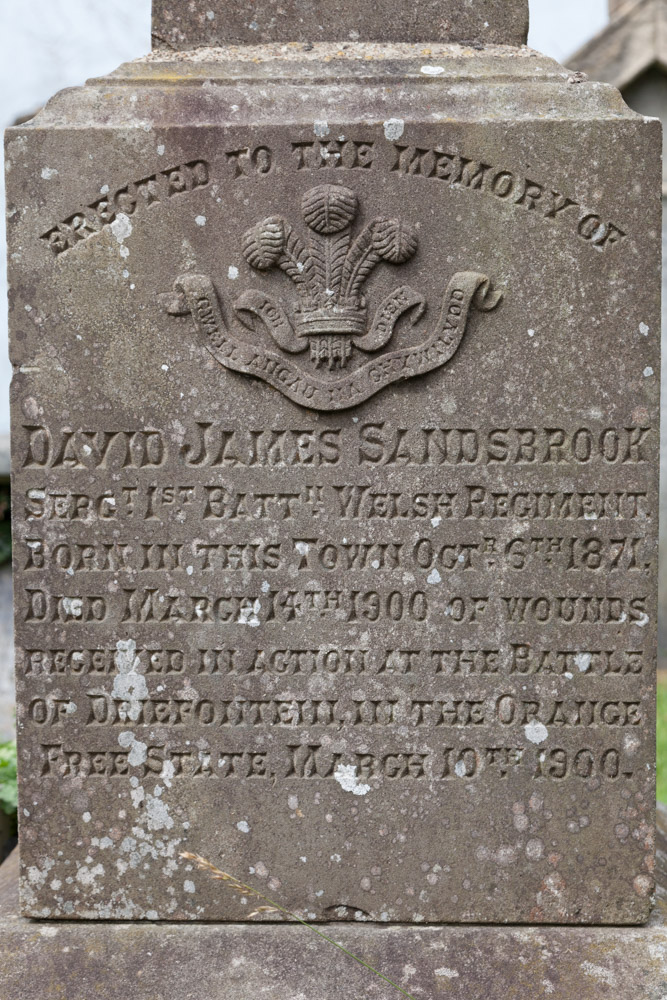 ERECTED TO THE MEMORY OF
ICH DIEN
GWELL ANGAU NA CHYWILYDD
DAVID JAMES SANDSBROOK
SERGT. 1ST BATTN WELSH REGIMENT.
BORN IN THIS TOWN OCTR. 6TH 1871.
DIED MARCH 14TH 1900 OF WOUNDS
RECEIVED IN ACTION AT THE BATTLE
OF DRIEFONTEIN, IN THE ORANGE
FREE STATE, MARCH 10TH 1900.